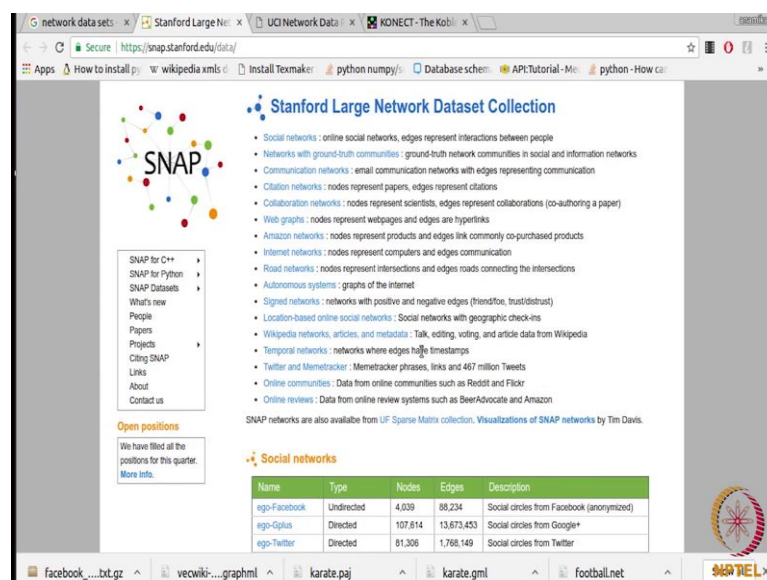 network data sets
Stanford Large Net
UCI Network Data
KONECT - The Kobl
Secure | https://snap.stanford.edu/data/
Apps How to install py wikipedia xmls d Install Texmaker python numpy/s Database schem API:Tutorial - Me python - How ca »
SNAP
Stanford Large Network Dataset Collection
Social networks : online social networks, edges represent interactions between people
Networks with ground-truth communities : ground-truth network communities in social and information networks
Communication networks : email communication networks with edges representing communication
Citation networks : nodes represent papers, edges represent citations
Collaboration networks : nodes represent scientists, edges represent collaborations (co-authoring a paper)
Web graphs : nodes represent webpages and edges are hyperlinks
Amazon networks : nodes represent products and edges link commonly co-purchased products
Internet networks : nodes represent computers and edges communication
Road networks : nodes represent intersections and edges roads connecting the intersections
Autonomous systems : graphs of the internet
Signed networks : networks with positive and negative edges (friend/foe, trust/distrust)
Location-based online social networks : Social networks with geographic check-ins
Wikipedia networks, articles, and metadata : Talk, editing, voting, and article data from Wikipedia
Temporal networks : networks where edges have timestamps
Twitter and Memetracker : Memetracker phrases, links and 467 million Tweets
Online communities : Data from online communities such as Reddit and Flickr
Online reviews : Data from online review systems such as BeerAdvocate and Amazon
SNAP networks are also availalbe from UF Sparse Matrix collection. Visualizations of SNAP networks by Tim Davis.
SNAP for C++
SNAP for Python
SNAP Datasets
What's new
People
Papers
Projects
Citing SNAP
Links
About
Contact us
Open positions
We have filled all the
positions for this quarter.
More info.
Social networks
Name Type Nodes Edges Description
ego-Facebook Undirected 4,039 88,234 Social circles from Facebook (anonymized)
ego-Gplus Directed 107,614 13,673,453 Social circles from Google+
ego-Twitter Directed 81,306 1,768,149 Social circles from Twitter
facebook_....txt.gz vecwiki-....graphml karate.paj karate.gml football.net
NPTEL